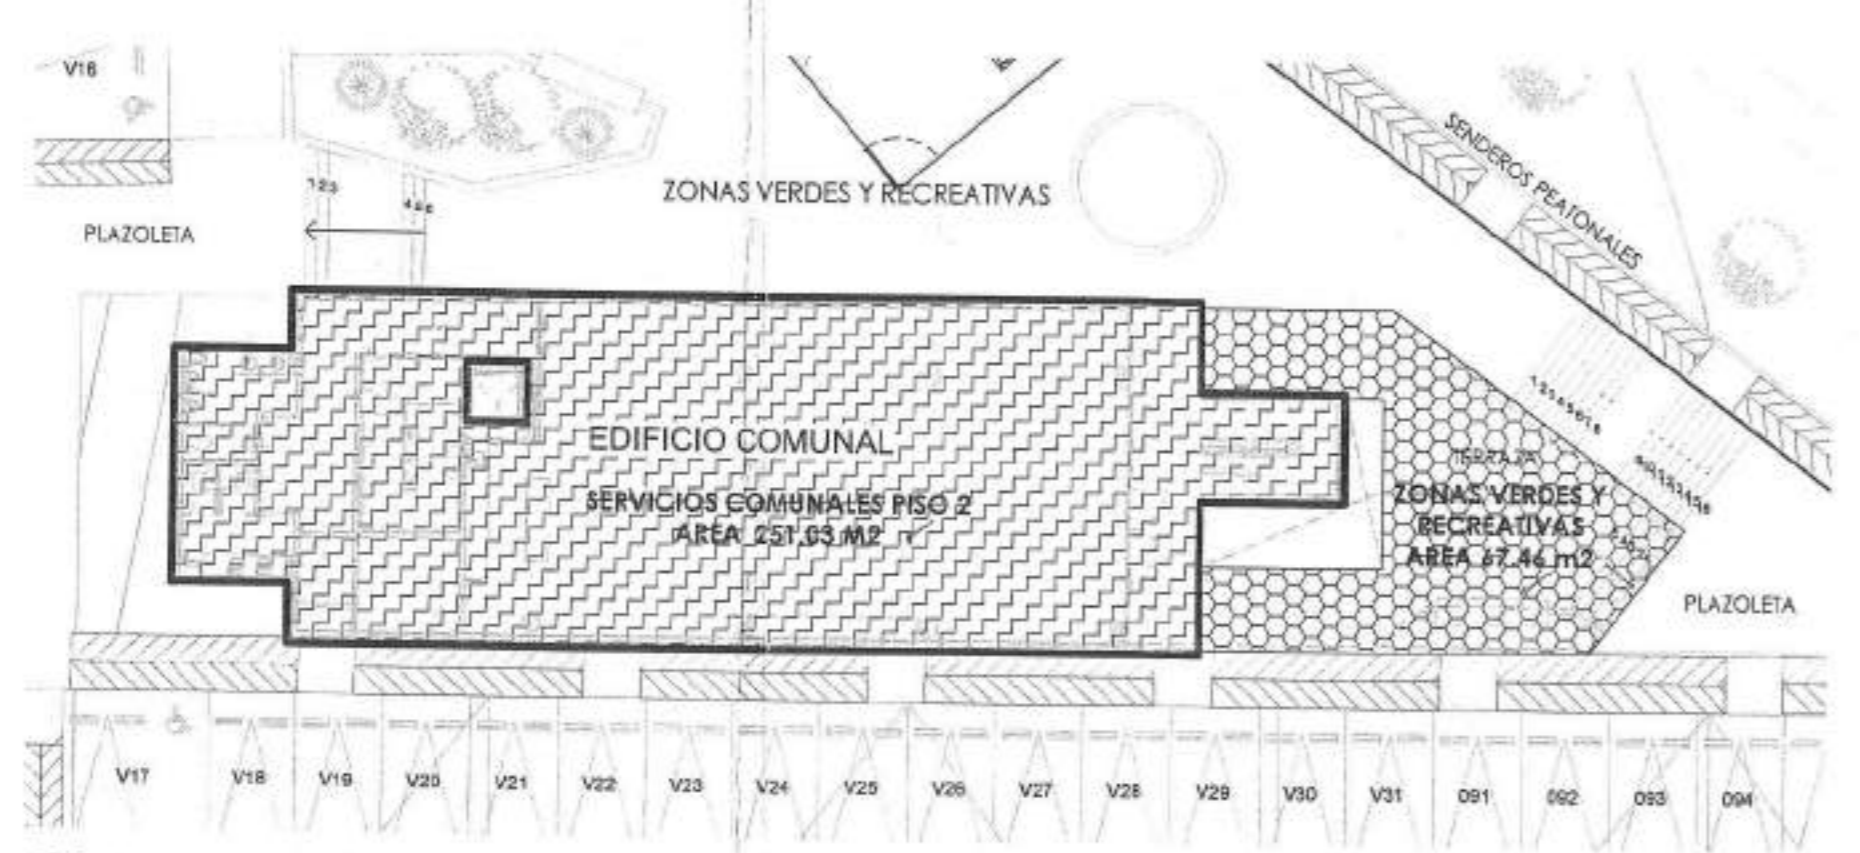 V16
SENDEROS PEATONALES
123
456
ZONAS VERDES Y RECREATIVAS
PLAZOLETA
EDIFICIO COMUNAL
SERVICIOS COMUNALES PISO 2
AREA 251,03 M2
TERRAZA
ZONAS VERDES Y
RECREATIVAS
AREA 67.46 m2
PLAZOLETA
V17 V18 V19 V20 V21 V22 V23 V24 V25 V26 V27 V28 V29 V30 V31 091 092 093 094